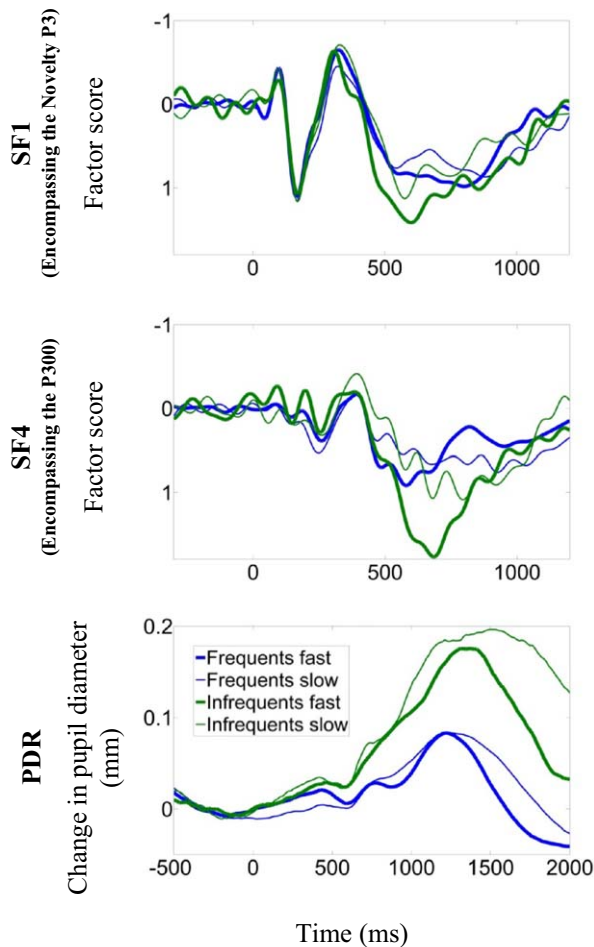 SF1
(Encompassing the Novelty P3)
Factor score
-1
0
1
0
500
1000
SF4
(Encompassing the P300)
Factor score
-1
0
1
0
500
1000
PDR
Change in pupil diameter
(mm)
0.2
0.1
0
Frequents fast
Frequents slow
Infrequents fast
Infrequents slow
-500
0
500
1000
1500
2000
Time (ms)